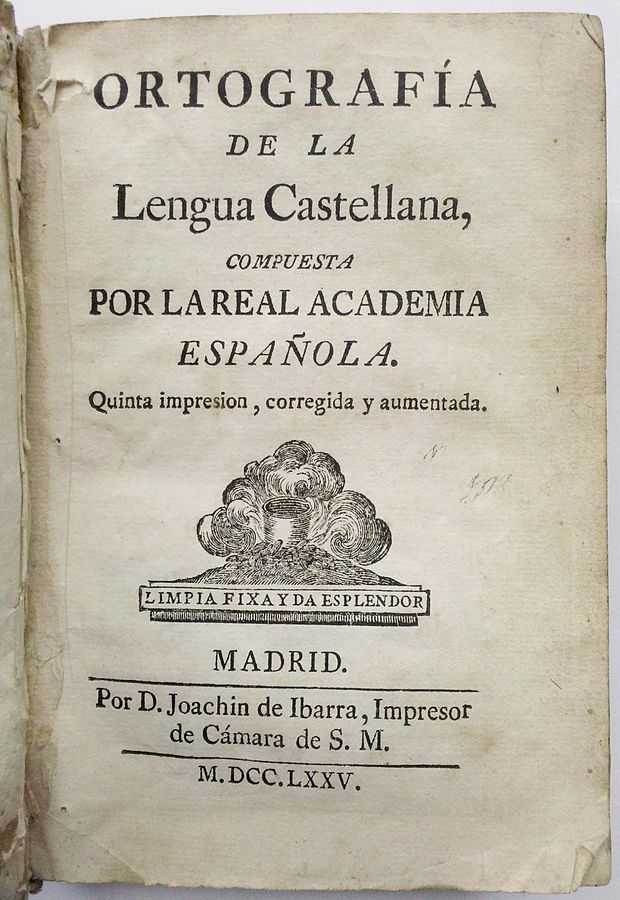 ORTOGRAFÍA
DE LA
Lengua Castellana,
COMPUESTA
POR LA REAL ACADEMIA
ESPAÑOLA.
Quinta impresion, corregida y aumentada.
LIMPIA FIXA Y DA ESPLENDOR
MADRID.
Por D. Joachin de Ibarra, Impresor
de Cámara de S. M.
M.DCC.LXXV.